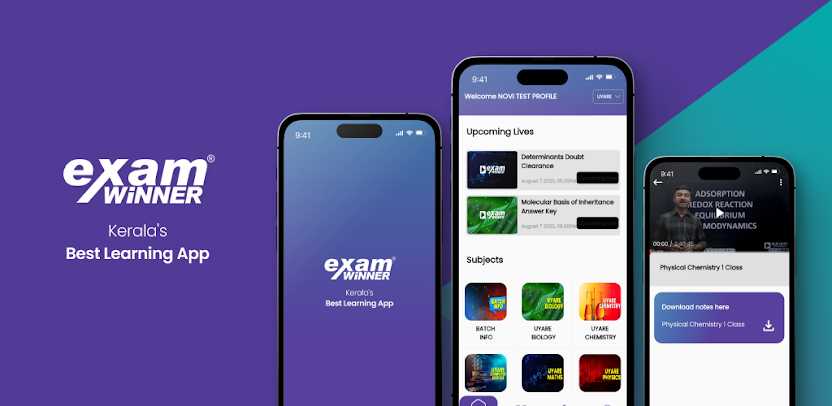 exam®
WiNNER
Kerala's
Best Learning App
9:41
exam®
WiNNER
Kerala's
Best Learning App
9:41
Welcome NOVI TEST PROFILE
UYARE
Upcoming Lives
exam
WiNNER
Determinants Doubt
Clearance
August 7 2023, 05.30PM
exam
WiNNER
Molecular Basis of Inheritance
Answer Key
August 7 2023, 05.00PM
Subjects
BATCH
INFO
UYARE
BIOLOGY
UYARE
CHEMISTRY
BATCH
INFO
UYARE
BIOLOGY
UYARE
CHEMISTRY
UYARE
MATHS
UYARE
PHYSICS
9:41
ADSORPTION
REDOX REACTION
EQUILIBRIUM
MODYNAMICS
00:00 /
Physical Chemistry 1 Class
Download notes here
Physical Chemistry 1 Class